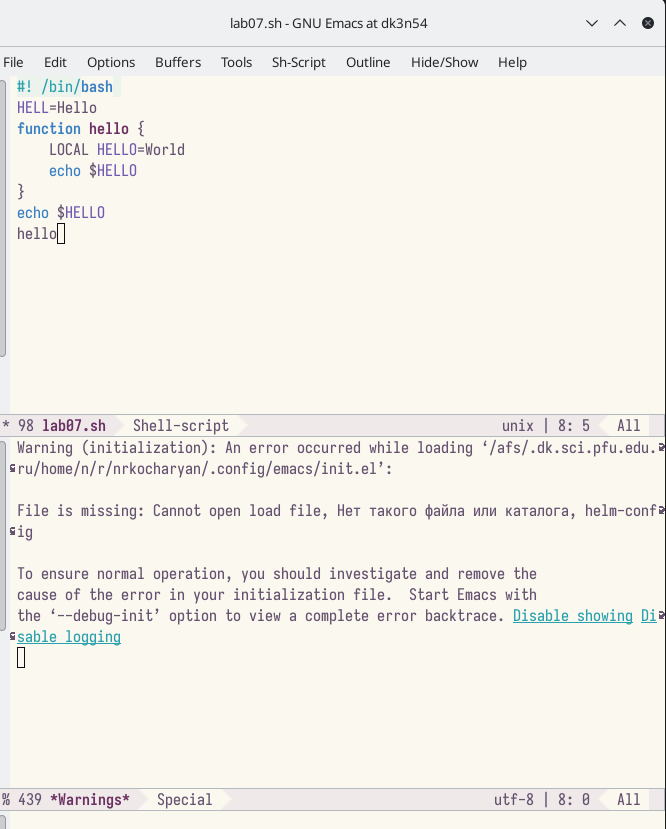 lab07.sh - GNU Emacs at dk3n54
File Edit Options Buffers Tools Sh-Script Outline Hide/Show Help
#! /bin/bash
HELL=Hello
function hello {
    LOCAL HELLO=World
    echo $HELLO
}
echo $HELLO
hello
* 98 lab07.sh Shell-script unix | 8: 5 All
Warning (initialization): An error occurred while loading ‘/afs/.dk.sci.pfu.edu.
ru/home/n/r/nrkocharyan/.config/emacs/init.el’:
File is missing: Cannot open load file, Нет такого файла или каталога, helm-conf
ig
To ensure normal operation, you should investigate and remove the
cause of the error in your initialization file.  Start Emacs with
the ‘--debug-init’ option to view a complete error backtrace. Disable showing Di
sable logging
% 439 *Warnings* Special utf-8 | 8: 0 All